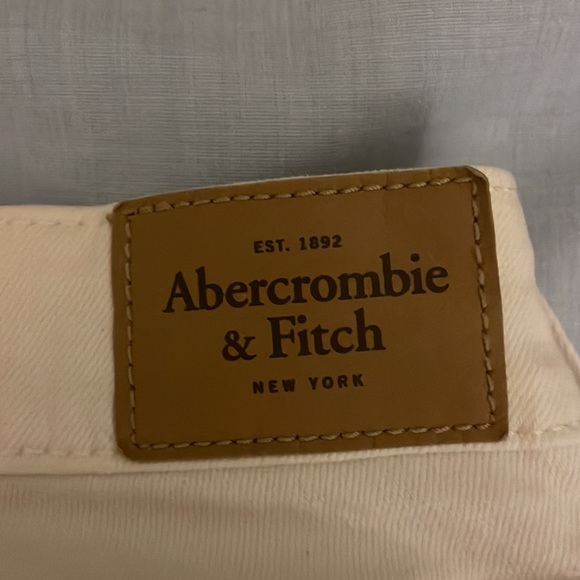 EST. 1892
Abercrombie
& Fitch
NEW YORK